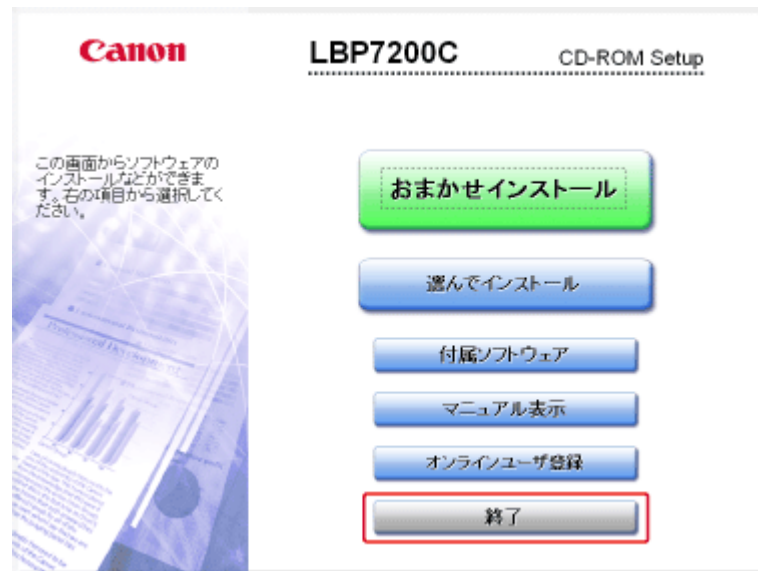 Canon
LBP7200C
CD-ROM Setup
この画面からソフトウェアの
インストールなどができま
す。右の項目から選択してく
ださい。
おまかせインストール
選んでインストール
付属ソフトウェア
マニュアル表示
オンラインユーザ登録
終了
Professional Development